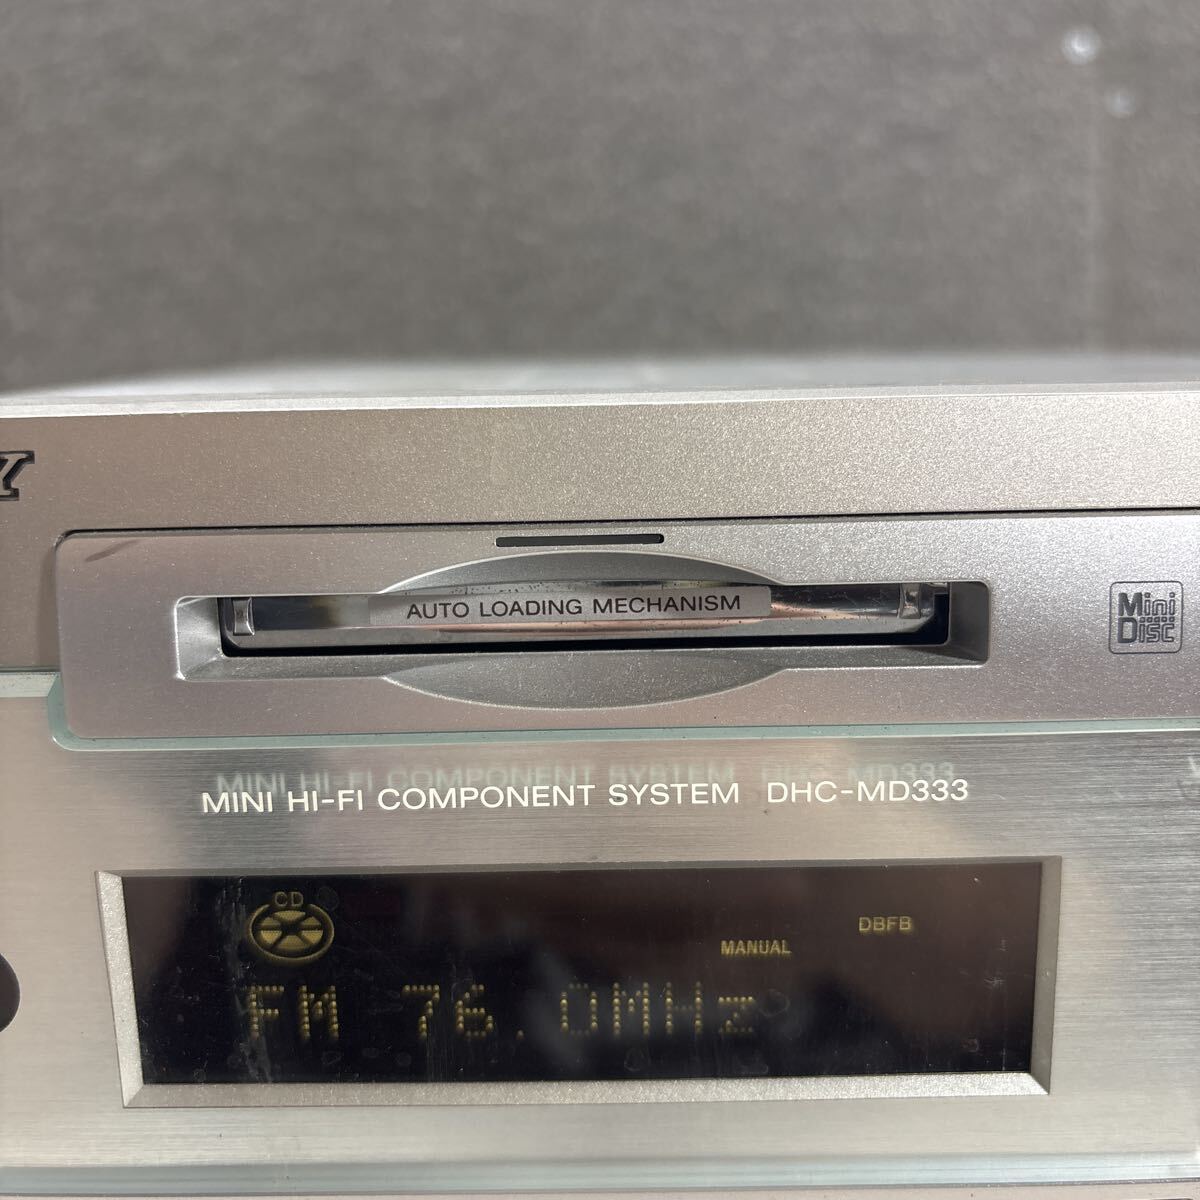 Y
AUTO LOADING MECHANISM
Mini
Disc
MINI HI-FI COMPONENT SYSTEM DHC-MD333
CD
DBFB
MANUAL
FM 76.0MHz